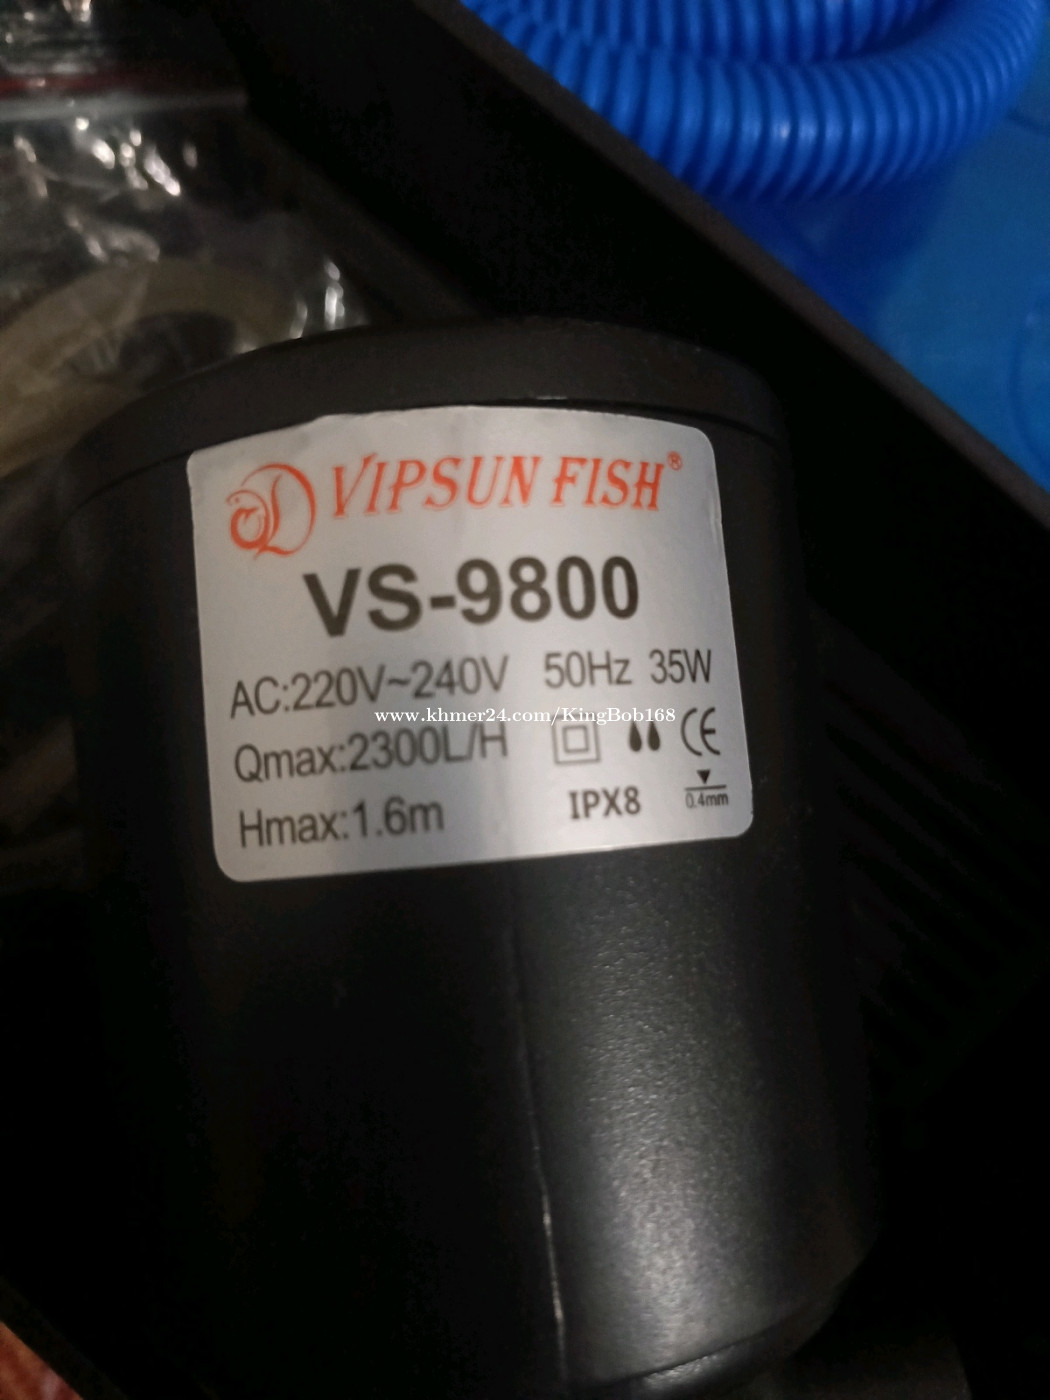 VIPSUN FISH®
VS-9800
AC:220V~240V 50Hz 35W
www.khmer24.com/KingBob168
Qmax:2300L/H CE
Hmax:1.6m IPX8 0.4mm